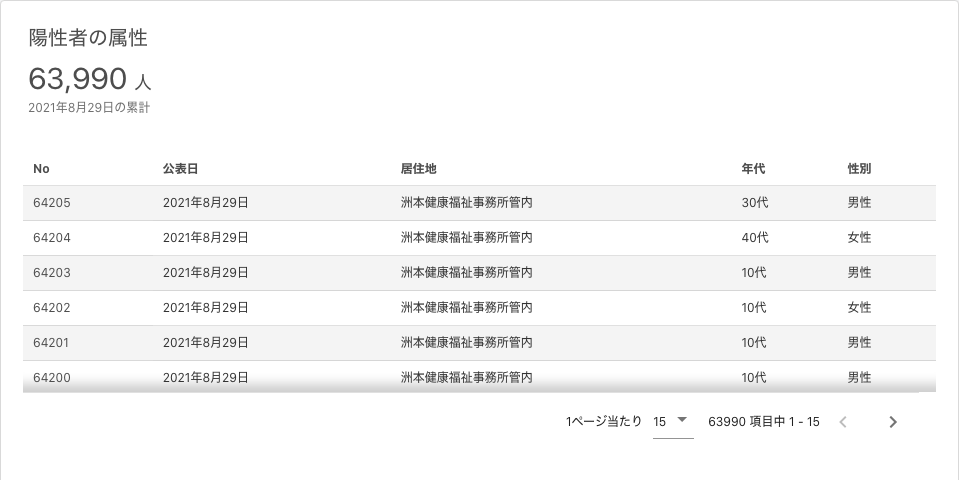 陽性者の属性
63,990 人
2021年8月29日の累計
No 公表日 居住地 年代 性別
64205 2021年8月29日 洲本健康福祉事務所管内 30代 男性
64204 2021年8月29日 洲本健康福祉事務所管内 40代 女性
64203 2021年8月29日 洲本健康福祉事務所管内 10代 男性
64202 2021年8月29日 洲本健康福祉事務所管内 10代 女性
64201 2021年8月29日 洲本健康福祉事務所管内 10代 男性
64200 2021年8月29日 洲本健康福祉事務所管内 10代 男性
1ページ当たり 15 63990 項目中 1 - 15